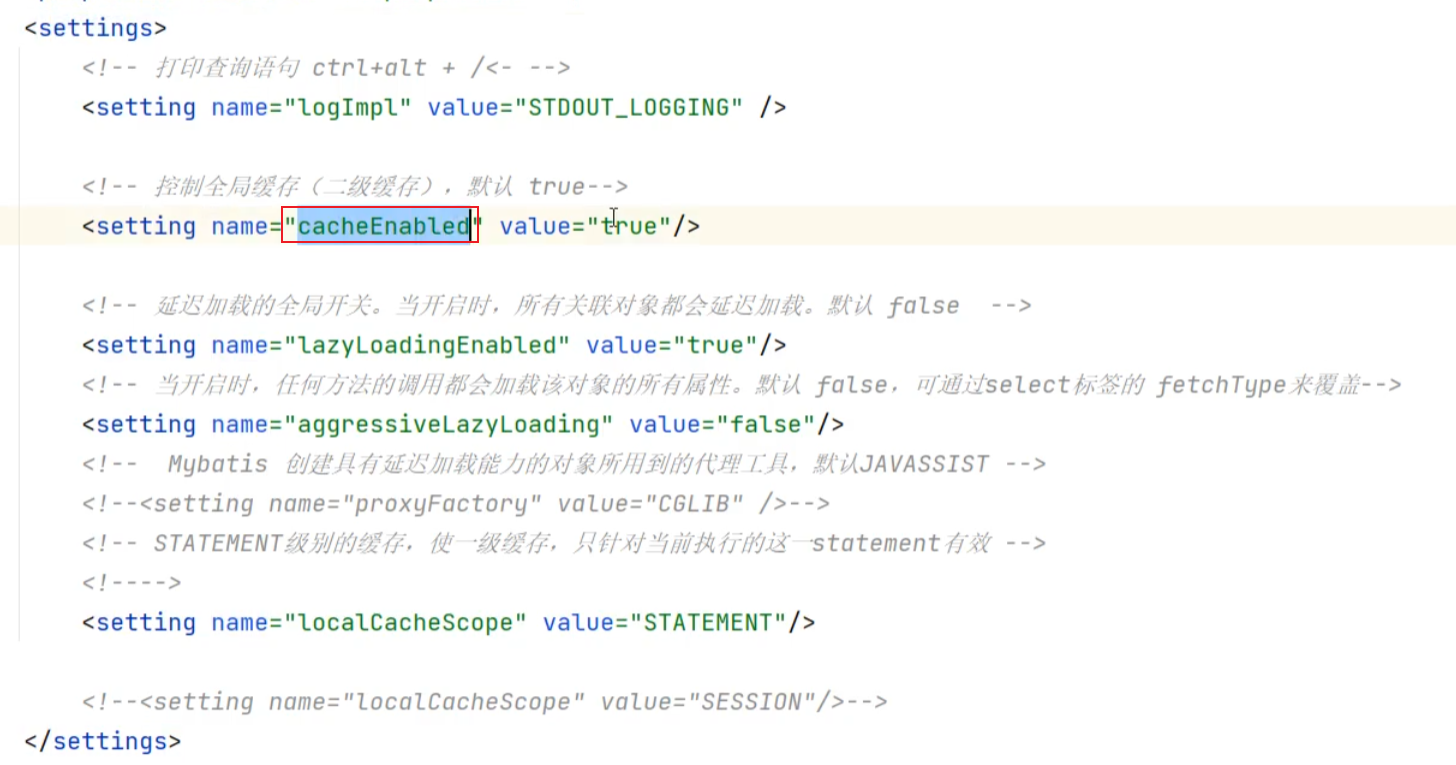 <settings>
<!-- 打印查询语句 ctrl+alt + /<- -->
<setting name="logImpl" value="STDOUT_LOGGING" />
<!-- 控制全局缓存（二级缓存），默认 true-->
<setting name="cacheEnabled" value="true"/>
<!-- 延迟加载的全局开关。当开启时，所有关联对象都会延迟加载。默认 false  -->
<setting name="lazyLoadingEnabled" value="true"/>
<!-- 当开启时，任何方法的调用都会加载该对象的所有属性。默认 false，可通过select标签的 fetchType来覆盖-->
<setting name="aggressiveLazyLoading" value="false"/>
<!--  Mybatis 创建具有延迟加载能力的对象所用到的代理工具，默认JAVASSIST -->
<!--<setting name="proxyFactory" value="CGLIB" />-->
<!-- STATEMENT级别的缓存，使一级缓存，只针对当前执行的这一statement有效 -->
<!---->
<setting name="localCacheScope" value="STATEMENT"/>
<!--<setting name="localCacheScope" value="SESSION"/>-->
</settings>